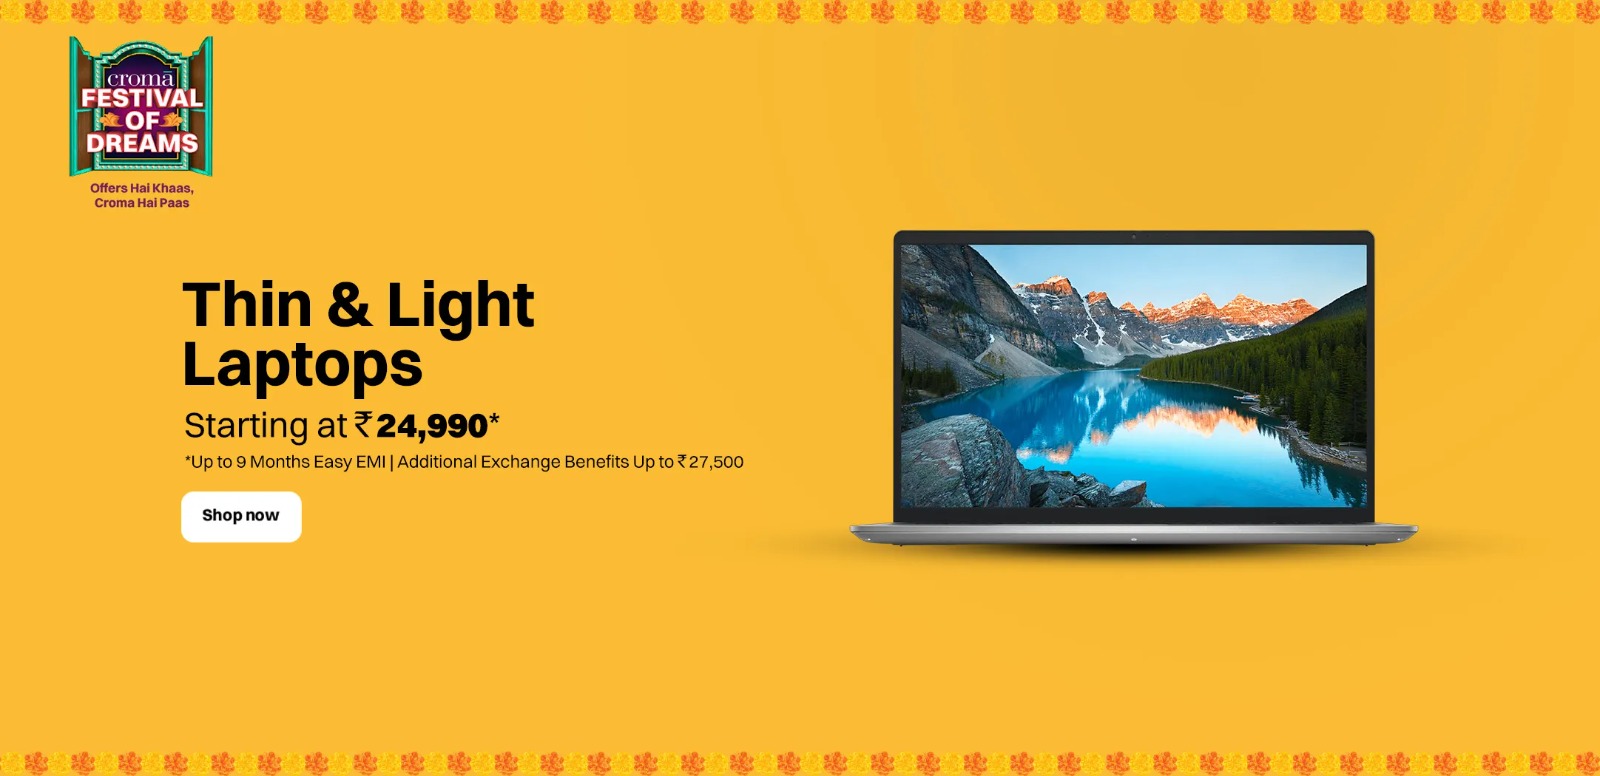 cromā
FESTIVAL
OF
DREAMS
Offers Hai Khaas,
Croma Hai Paas
Thin & Light
Laptops
Starting at ₹24,990*
*Up to 9 Months Easy EMI | Additional Exchange Benefits Up to ₹27,500
Shop now